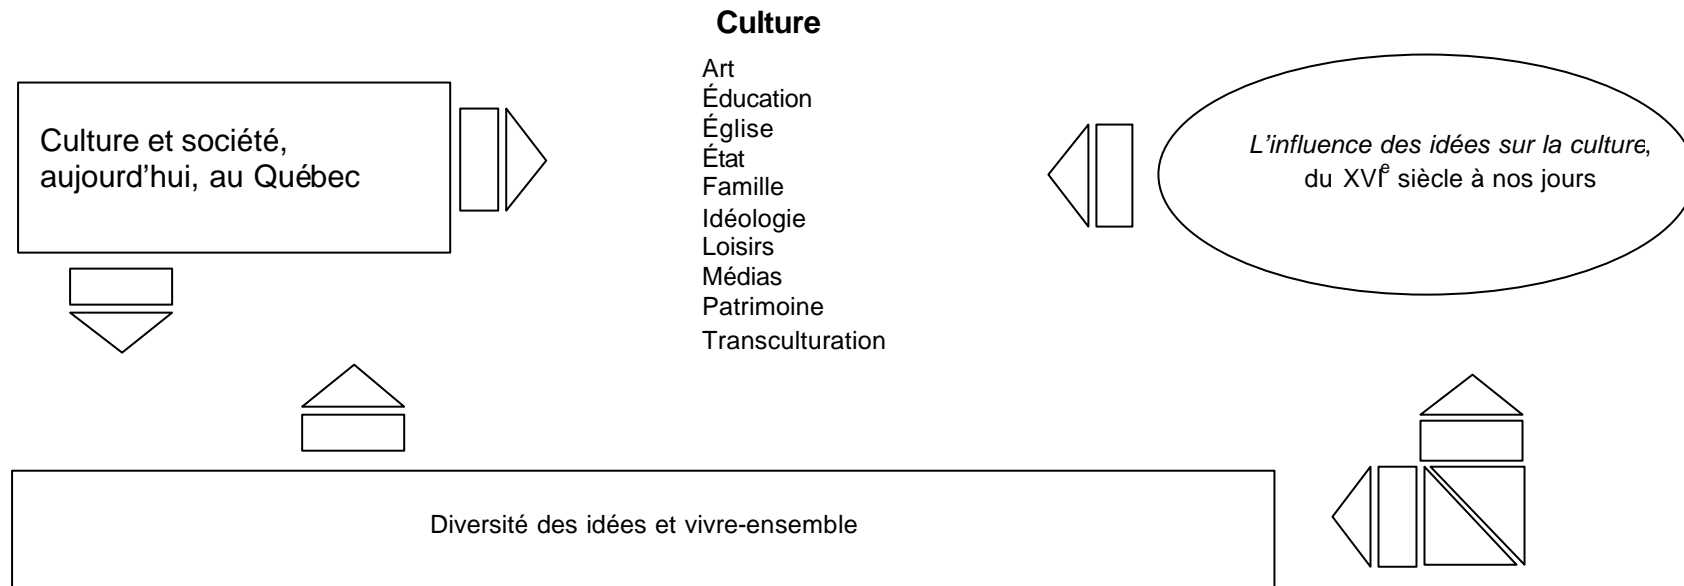 Culture
Art
Éducation
Église
État
Famille
Idéologie
Loisirs
Médias
Patrimoine
Transculturation
Culture et société,
aujourd'hui, au Québec
L'influence des idées sur la culture,
du XVIe siècle à nos jours
Diversité des idées et vivre-ensemble